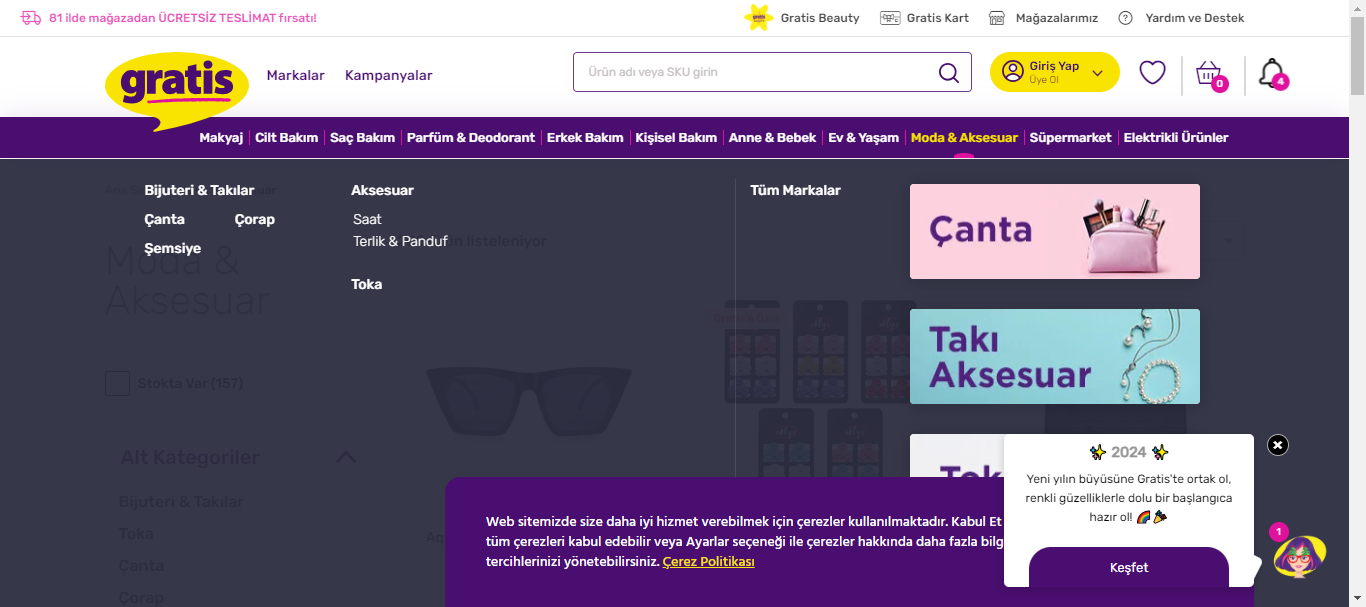 81 ilde mağazadan ÜCRETSİZ TESLİMAT fırsatı!
Gratis Beauty
Gratis Kart
Mağazalarımız
Yardım ve Destek
gratis
Markalar
Kampanyalar
Ürün adı veya SKU girin
Giriş Yap
Üye Ol
0
4
Makyaj
Cilt Bakım
Saç Bakım
Parfüm & Deodorant
Erkek Bakım
Kişisel Bakım
Anne & Bebek
Ev & Yaşam
Moda & Aksesuar
Süpermarket
Elektrikli Ürünler
Bijuteri & Takılar
Aksesuar
Tüm Markalar
Çanta
Çorap
Saat
Terlik & Panduf
listeleniyor
Şemsiye
Toka
Çanta
Moda &
Aksesuar
Takı
Aksesuar
Stokta Var (157)
Alt Kategoriler
Bijuteri & Takılar
Toka
Çanta
Çorap
Web sitemizde size daha iyi hizmet verebilmek için çerezler kullanılmaktadır. Kabul Et
tüm çerezleri kabul edebilir veya Ayarlar seçeneği ile çerezler hakkında daha fazla bilg
tercihlerinizi yönetebilirsiniz. Çerez Politikası
✨ 2024 ✨
Yeni yılın büyüsüne Gratis'te ortak ol,
renkli güzelliklerle dolu bir başlangıca
hazır ol! 🌈 🎉
Keşfet
1